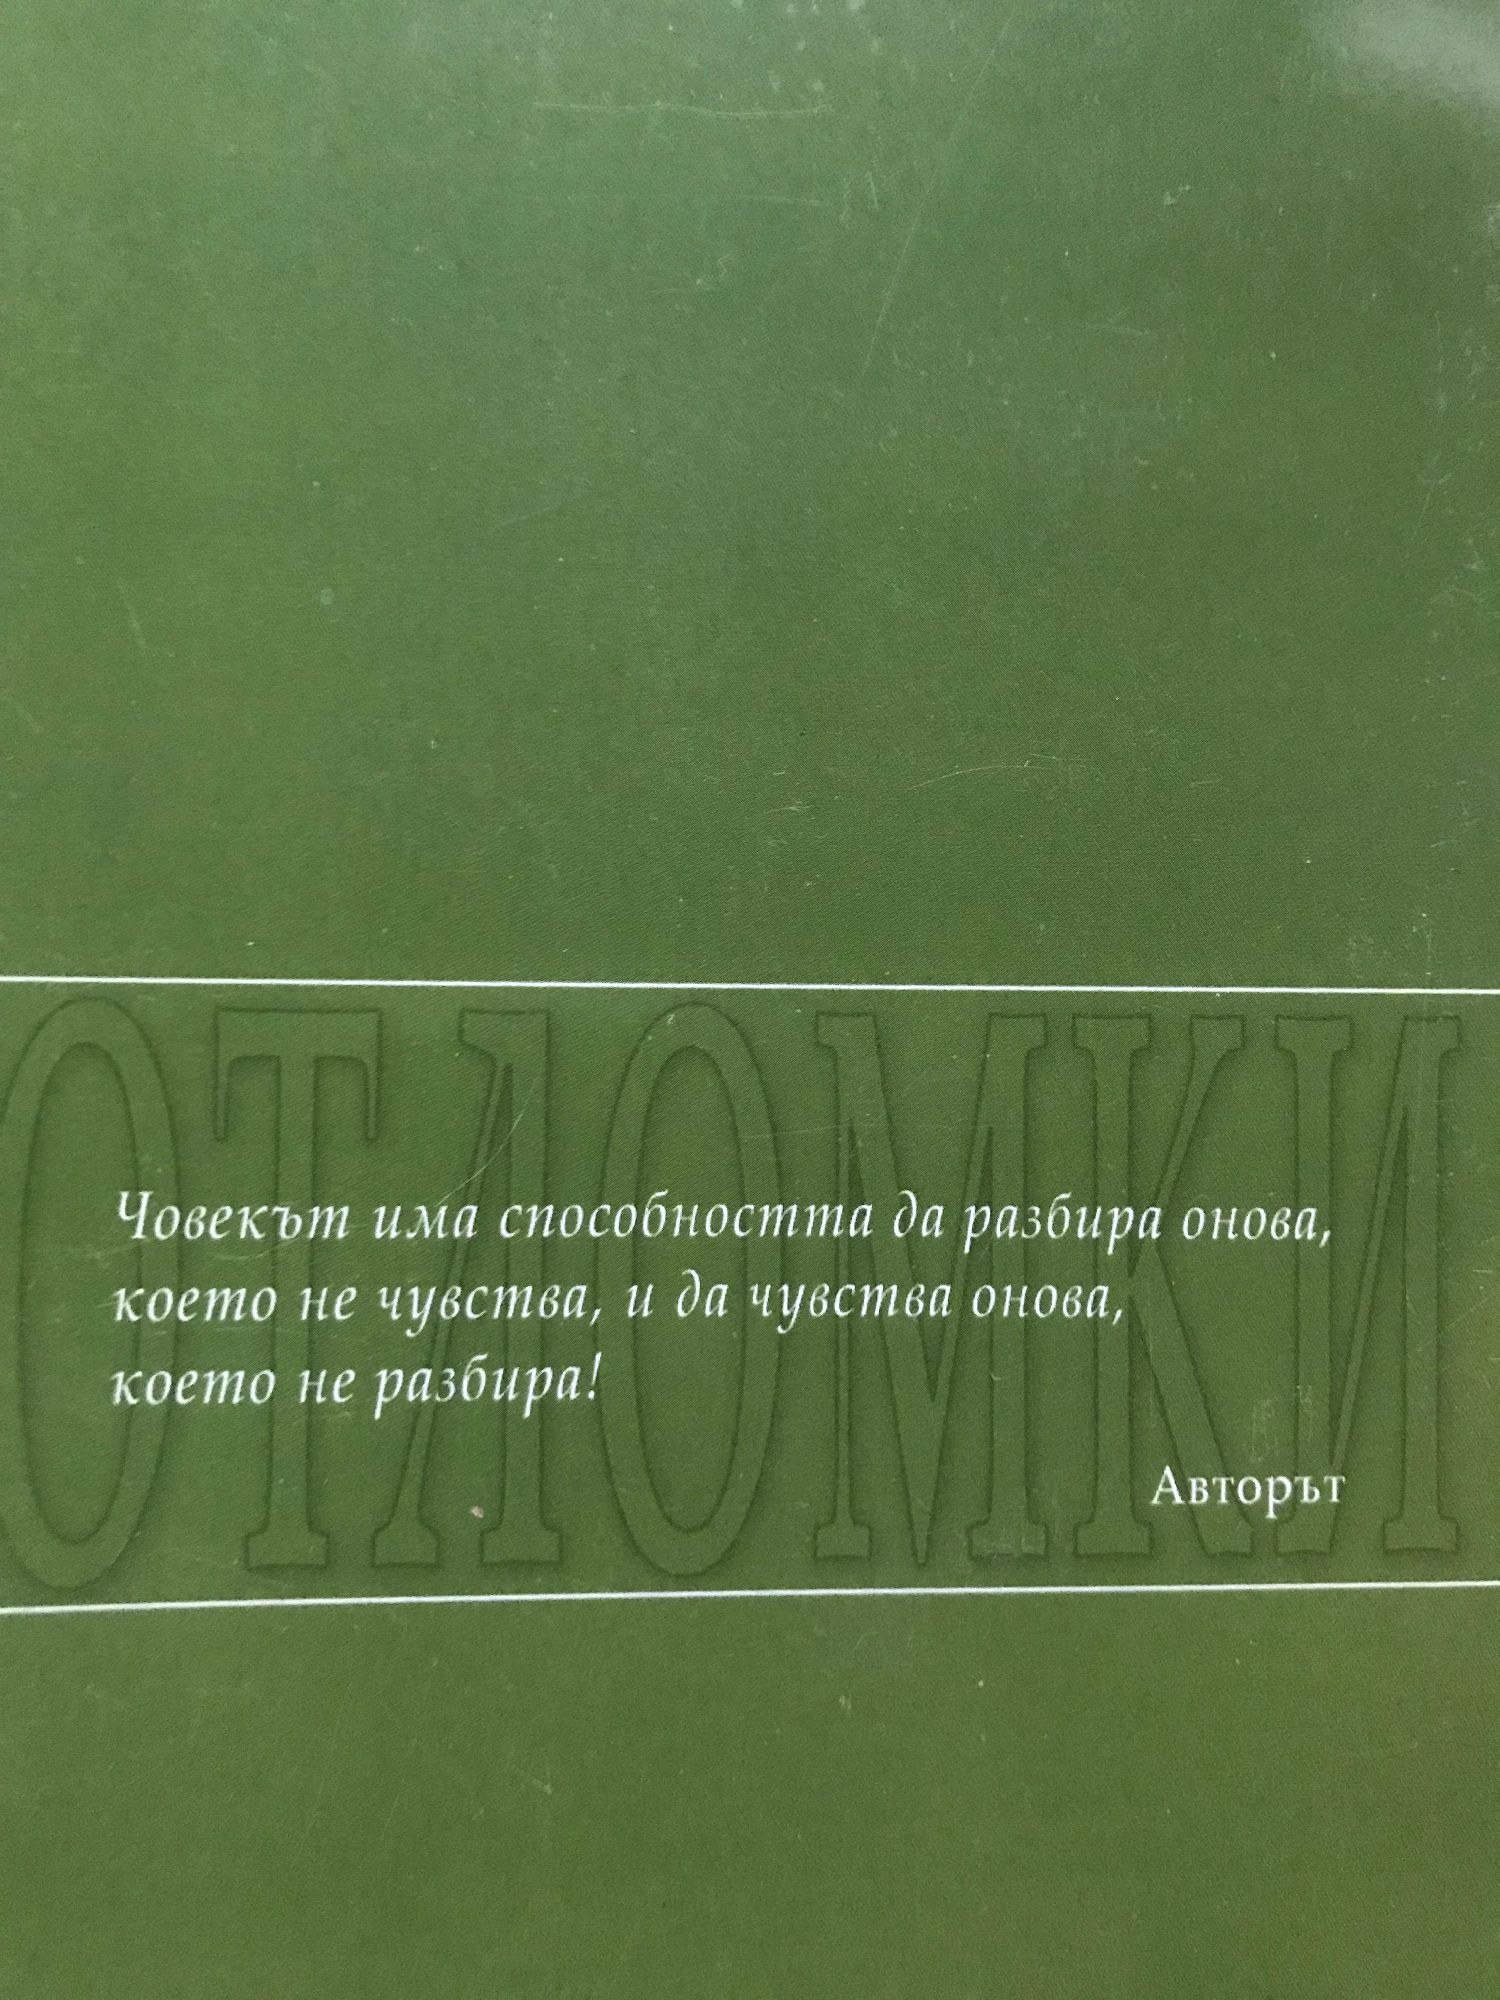 ОТЛОМКИ
Човекът има способността да разбира онова,
което не чувства, и да чувства онова,
което не разбира!
Авторът